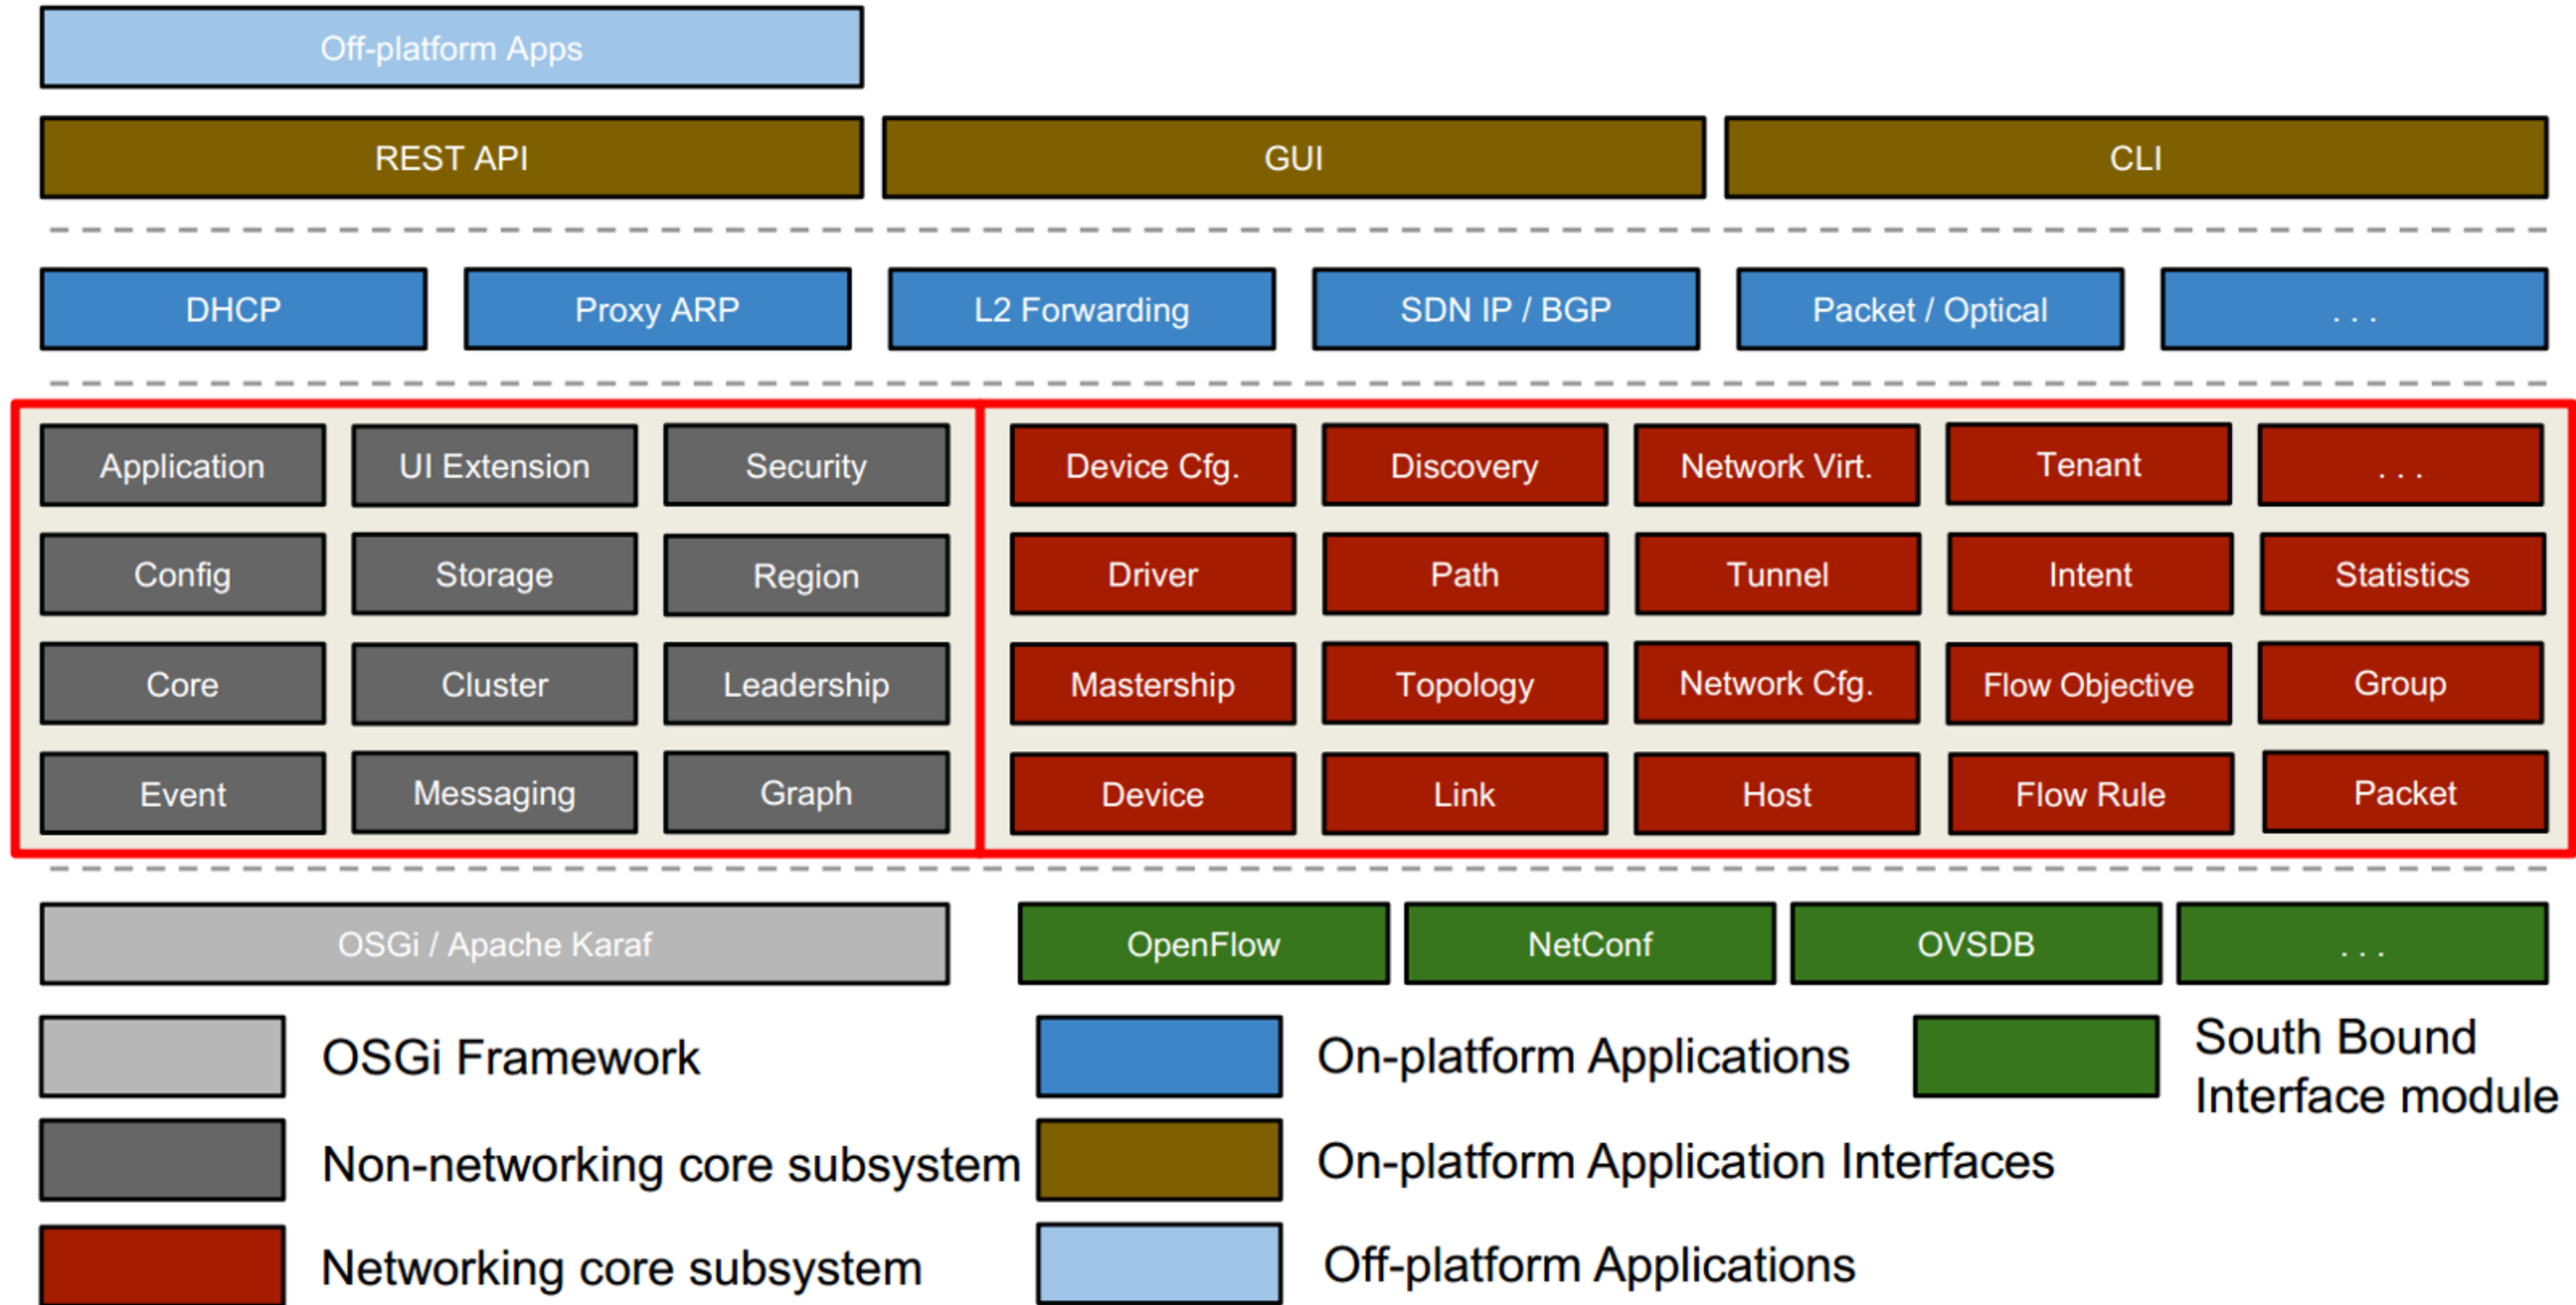 Off-platform Apps
REST API GUI CLI
DHCP Proxy ARP L2 Forwarding SDN IP / BGP Packet / Optical . . .
Application UI Extension Security Device Cfg. Discovery Network Virt. Tenant . . .
Config Storage Region Driver Path Tunnel Intent Statistics
Core Cluster Leadership Mastership Topology Network Cfg. Flow Objective Group
Event Messaging Graph Device Link Host Flow Rule Packet
OSGi / Apache Karaf OpenFlow NetConf OVSDB . . .
OSGi Framework
Non-networking core subsystem
Networking core subsystem
On-platform Applications
On-platform Application Interfaces
Off-platform Applications
South Bound
Interface module